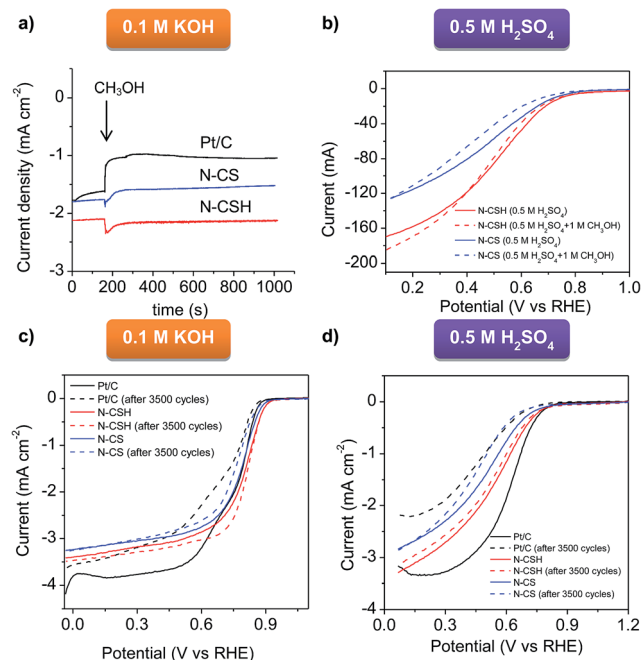 a)
0.1 M KOH
CH₃OH
Pt/C
N-CS
N-CSH
0
-1
-2
-3
0 200 400 600 800 1000
Current density (mA cm⁻²)
time (s)
b)
0.5 M H₂SO₄
0
-40
-80
-120
-160
-200
0.2 0.4 0.6 0.8 1.0
Current (mA)
Potential (V vs RHE)
N-CSH (0.5 M H₂SO₄)
N-CSH (0.5 M H₂SO₄+1 M CH₃OH)
N-CS (0.5 M H₂SO₄)
N-CS (0.5 M H₂SO₄+1 M CH₃OH)
c)
0.1 M KOH
Pt/C
Pt/C (after 3500 cycles)
N-CSH
N-CSH (after 3500 cycles)
N-CS
N-CS (after 3500 cycles)
0
-1
-2
-3
-4
0.0 0.3 0.6 0.9
Current (mA cm⁻²)
Potential (V vs RHE)
d)
0.5 M H₂SO₄
0
-1
-2
-3
-4
0.0 0.3 0.6 0.9 1.2
Current (mA cm⁻²)
Potential (V vs RHE)
Pt/C
Pt/C (after 3500 cycles)
N-CSH
N-CSH (after 3500 cycles)
N-CS
N-CS (after 3500 cycles)